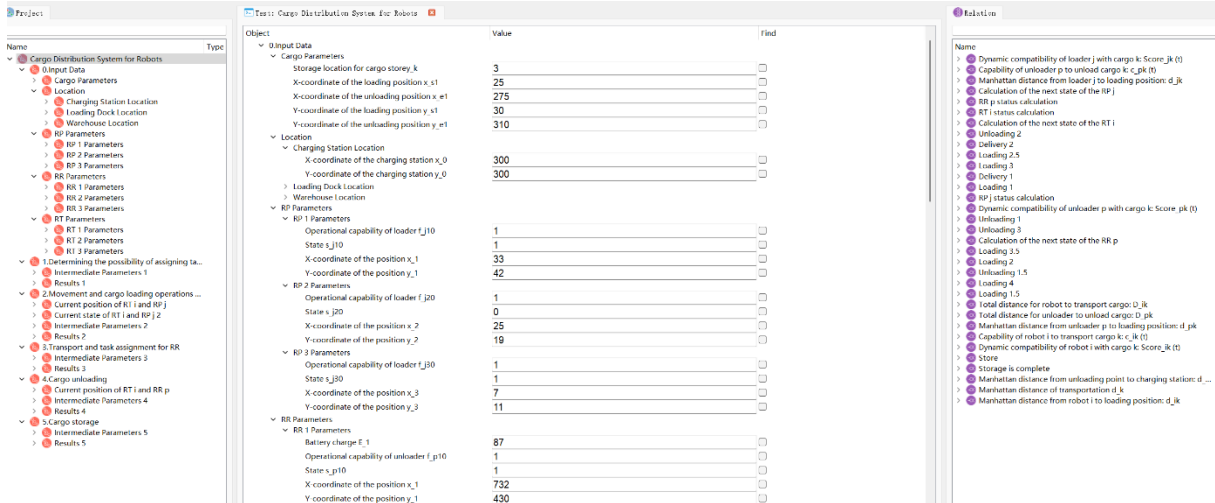 Project
Name Type
Cargo Distribution System for Robots
0.Input Data
Cargo Parameters
Location
Charging Station Location
Loading Dock Location
Warehouse Location
RP Parameters
RP 1 Parameters
RP 2 Parameters
RP 3 Parameters
RR Parameters
RR 1 Parameters
RR 2 Parameters
RR 3 Parameters
RT Parameters
RT 1 Parameters
RT 2 Parameters
RT 3 Parameters
1.Determining the possibility of assigning ta...
Intermediate Parameters 1
Results 1
2.Movement and cargo loading operations ...
Current position of RT i and RP j
Current state of RT i and RP j 2
Intermediate Parameters 2
Results 2
3.Transport and task assignment for RR
Intermediate Parameters 3
Results 3
4.Cargo unloading
Current position of RT i and RR p
Intermediate Parameters 4
Results 4
5.Cargo storage
Intermediate Parameters 5
Results 5
Test: Cargo Distribution System for Robots
Object Value Find
0.Input Data
Cargo Parameters
Storage location for cargo storey_k 3
X-coordinate of the loading position x_s1 25
X-coordinate of the unloading position x_e1 275
Y-coordinate of the loading position y_s1 30
Y-coordinate of the unloading position y_e1 310
Location
Charging Station Location
X-coordinate of the charging station x_0 300
Y-coordinate of the charging station y_0 300
Loading Dock Location
Warehouse Location
RP Parameters
RP 1 Parameters
Operational capability of loader f_j10 1
State s_j10 1
X-coordinate of the position x_1 33
Y-coordinate of the position y_1 42
RP 2 Parameters
Operational capability of loader f_j20 1
State s_j20 0
X-coordinate of the position x_2 25
Y-coordinate of the position y_2 19
RP 3 Parameters
Operational capability of loader f_j30 1
State s_j30 1
X-coordinate of the position x_3 7
Y-coordinate of the position y_3 11
RR Parameters
RR 1 Parameters
Battery charge E_1 87
Operational capability of unloader f_p10 1
State s_p10 1
X-coordinate of the position x_1 732
Y-coordinate of the position y_1 430
Relation
Name
Dynamic compatibility of loader j with cargo k: Score_jk (t)
Capability of unloader p to unload cargo k: c_pk (t)
Manhattan distance from loader j to loading position: d_jk
Calculation of the next state of the RP j
RR p status calculation
RT i status calculation
Calculation of the next state of the RT i
Unloading 2
Delivery 2
Loading 2.5
Loading 3
Delivery 1
Loading 1
RP j status calculation
Dynamic compatibility of unloader p with cargo k: Score_pk (t)
Unloading 1
Unloading 3
Calculation of the next state of the RR p
Loading 3.5
Loading 2
Unloading 1.5
Loading 4
Loading 1.5
Total distance for robot to transport cargo: D_ik
Total distance for unloader to unload cargo: D_pk
Manhattan distance from unloader p to loading position: d_pk
Capability of robot i to transport cargo k: c_ik (t)
Dynamic compatibility of robot i with cargo k: Score_ik (t)
Store
Storage is complete
Manhattan distance from unloading point to charging station: d_...
Manhattan distance of transportation d_k
Manhattan distance from robot i to loading position: d_ik